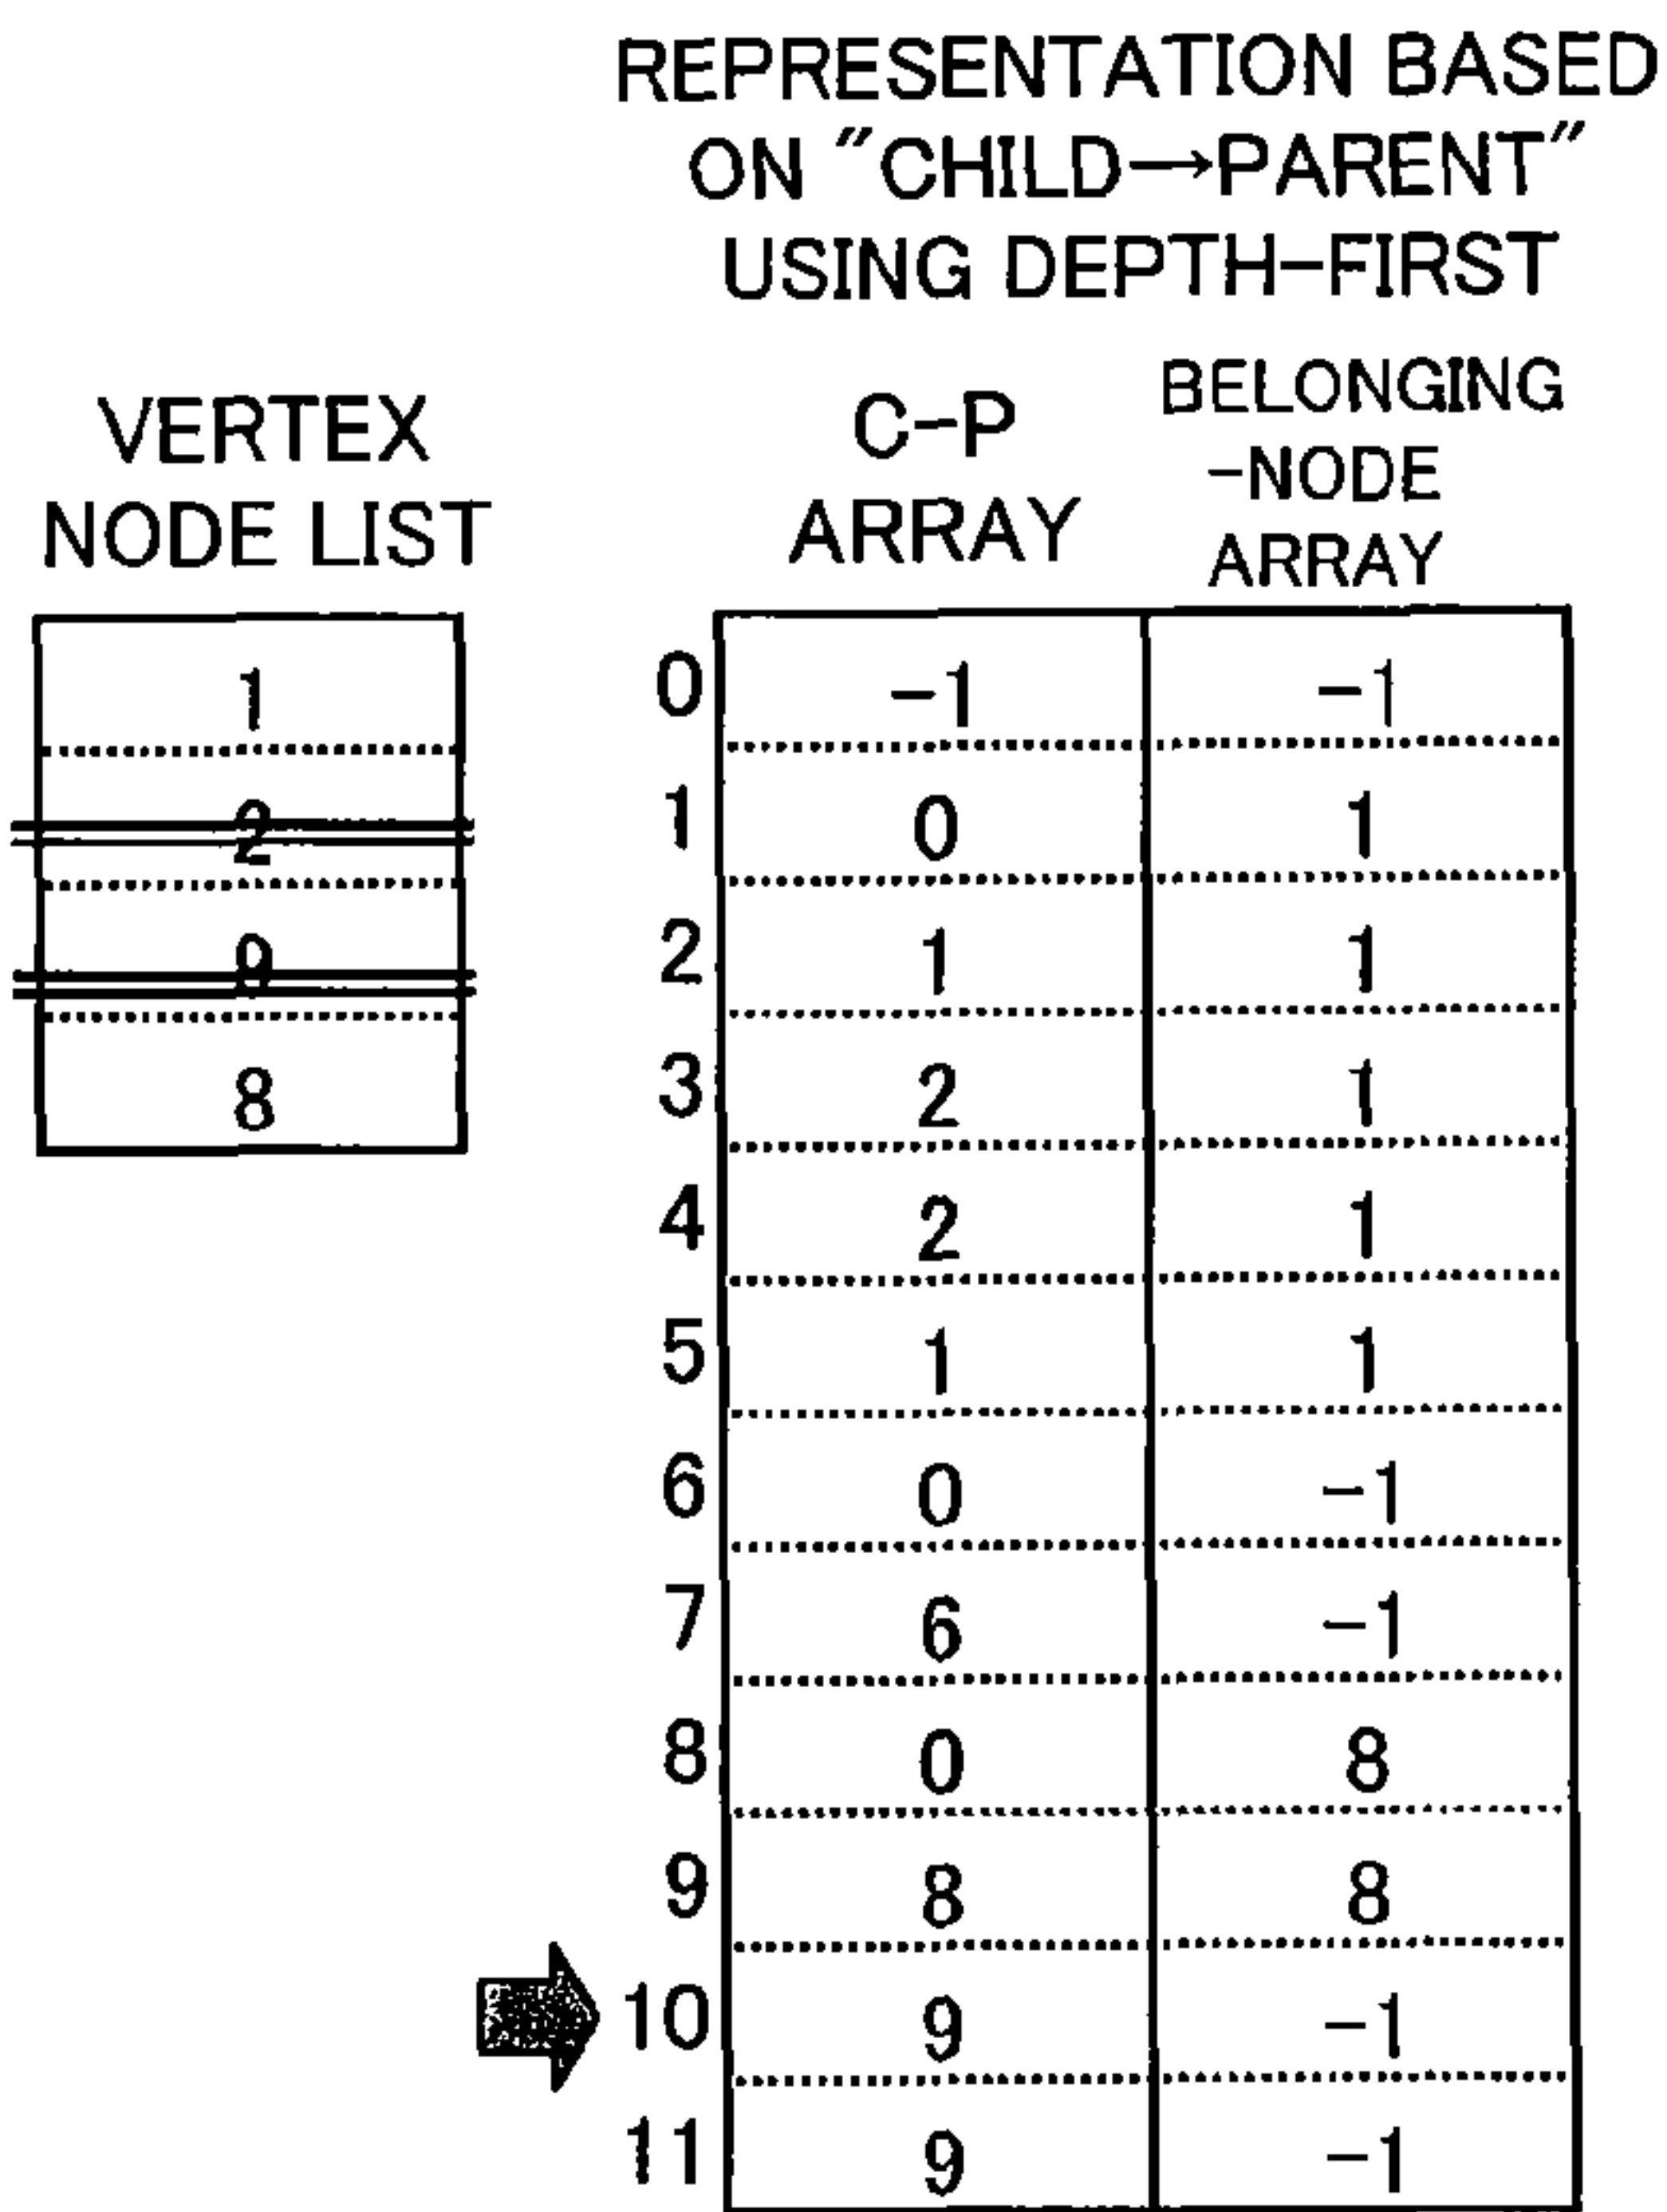 REPRESENTATION BASED
ON "CHILD→PARENT"
USING DEPTH-FIRST
VERTEX
NODE LIST
1
2
9
8
C-P
ARRAY
BELONGING
-NODE
ARRAY
0 -1 -1
1 0 1
2 1 1
3 2 1
4 2 1
5 1 1
6 0 -1
7 6 -1
8 0 8
9 8 8
10 9 -1
11 9 -1